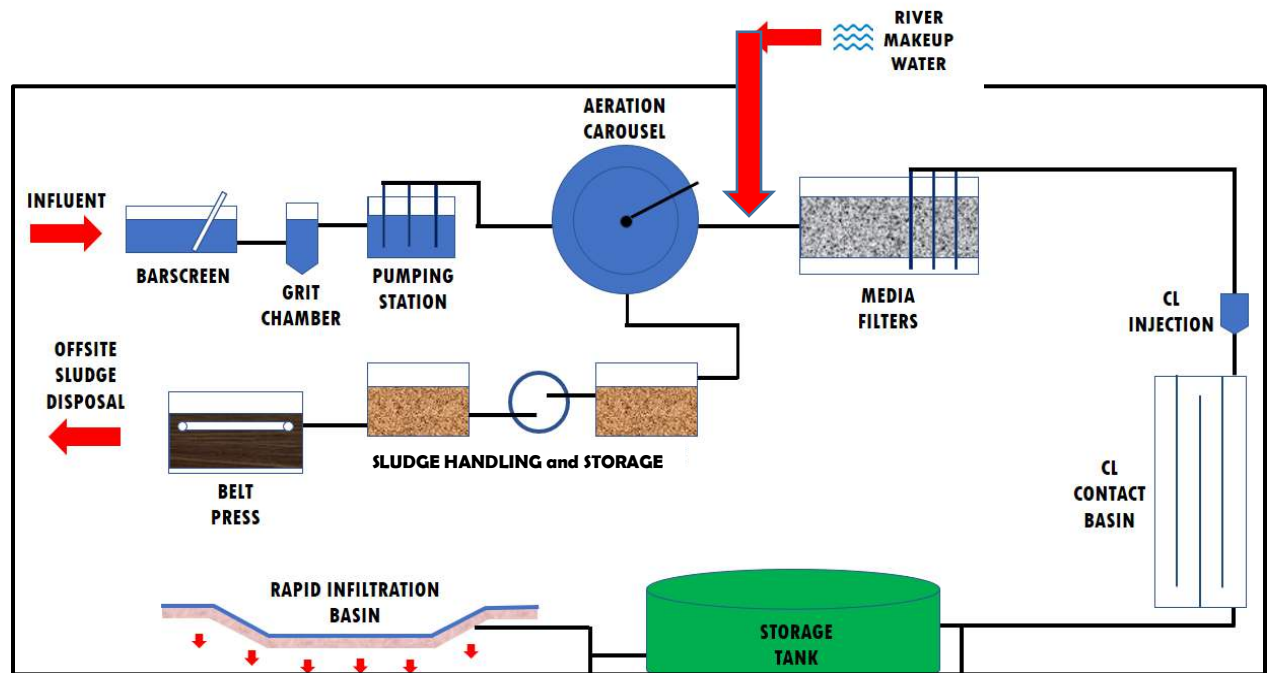 RIVER
MAKEUP
WATER
AERATION
CAROUSEL
INFLUENT
BARSCREEN
GRIT
CHAMBER
PUMPING
STATION
MEDIA
FILTERS
CL
INJECTION
OFFSITE
SLUDGE
DISPOSAL
BELT
PRESS
SLUDGE HANDLING and STORAGE
CL
CONTACT
BASIN
RAPID INFILTRATION
BASIN
STORAGE
TANK